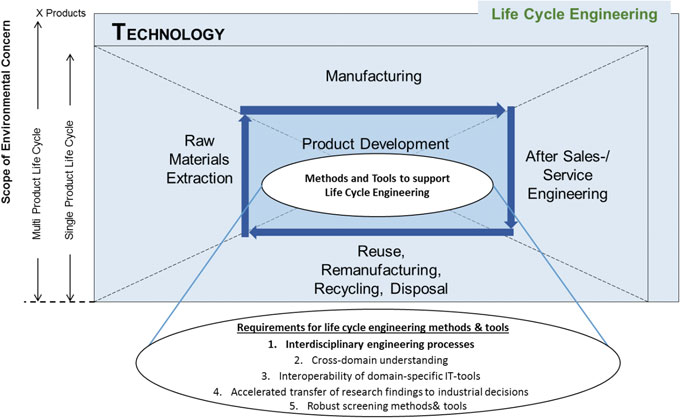 X Products
Life Cycle Engineering
TECHNOLOGY
Scope of Environmental Concern
Multi Product Life Cycle
Single Product Life Cycle
Manufacturing
Raw
Materials
Extraction
Product Development
Methods and Tools to support
Life Cycle Engineering
After Sales-/
Service
Engineering
Reuse,
Remanufacturing,
Recycling, Disposal
Requirements for life cycle engineering methods & tools
1. Interdisciplinary engineering processes
2. Cross-domain understanding
3. Interoperability of domain-specific IT-tools
4. Accelerated transfer of research findings to industrial decisions
5. Robust screening methods& tools